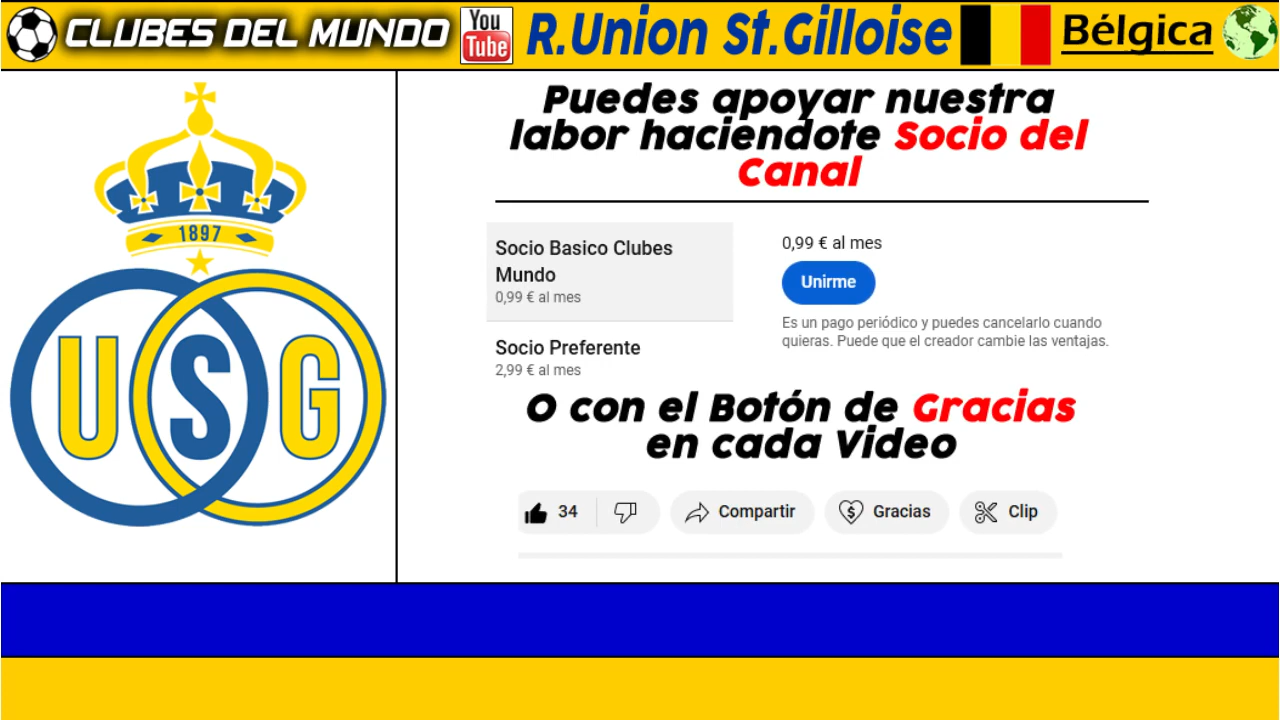 CLUBES DEL MUNDO
You
Tube
R.Union St.Gilloise
Bélgica
1897
USG
Puedes apoyar nuestra
labor haciendote Socio del
Canal
Socio Basico Clubes
Mundo
0,99 € al mes
Socio Preferente
2,99 € al mes
0,99 € al mes
Unirme
Es un pago periódico y puedes cancelarlo cuando
quieras. Puede que el creador cambie las ventajas.
O con el Botón de Gracias
en cada Video
34 Compartir Gracias Clip